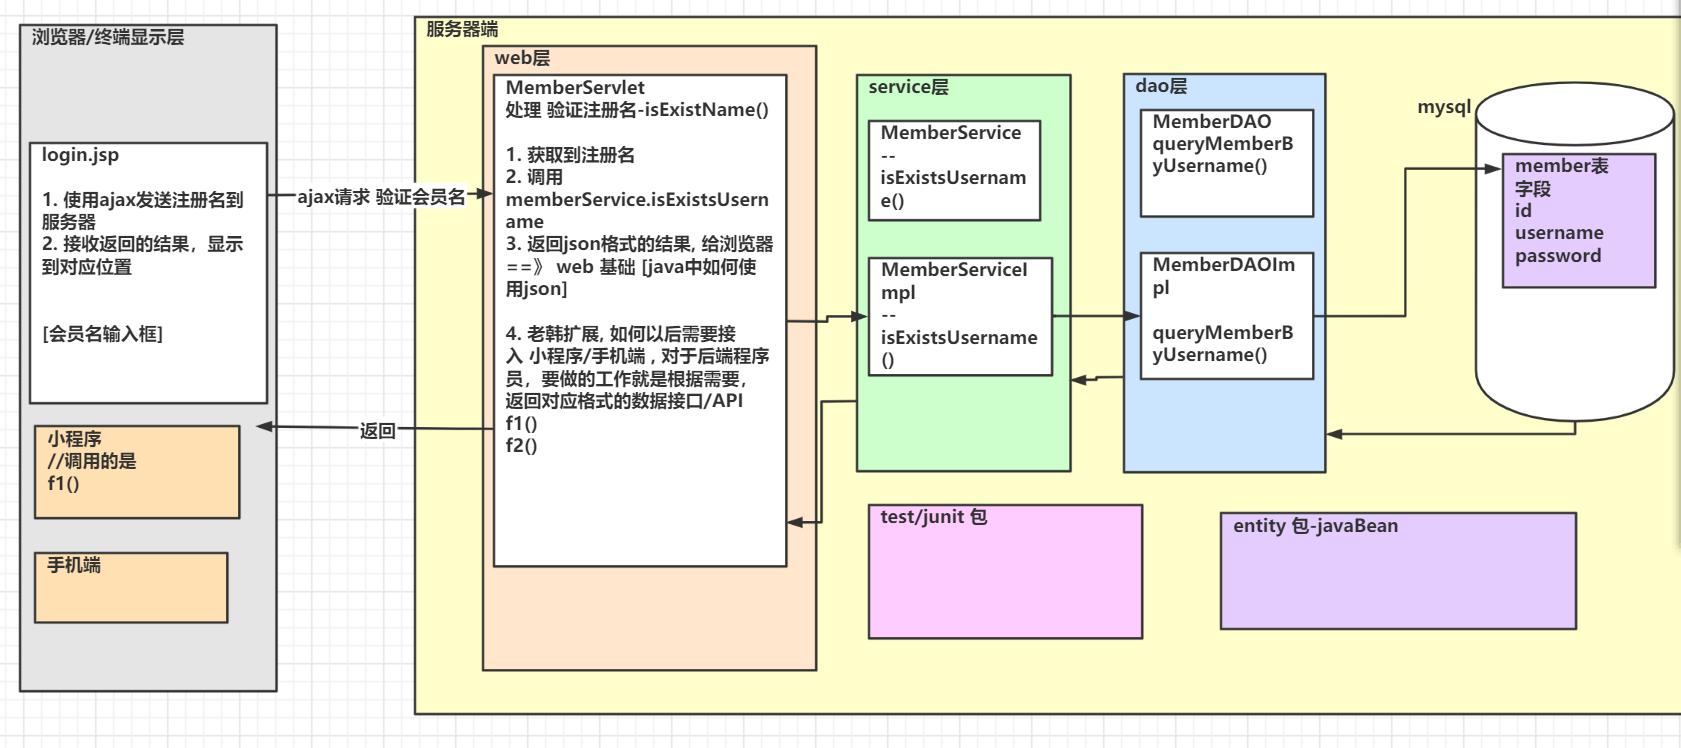 浏览器/终端显示层
login.jsp
1. 使用ajax发送注册名到
服务器
2. 接收返回的结果，显示
到对应位置
[会员名输入框]
小程序
//调用的是
f1()
手机端
ajax请求 验证会员名
返回
服务器端
web层
MemberServlet
处理 验证注册名-isExistName()
1. 获取到注册名
2. 调用
memberService.isExistsUsern
ame
3. 返回json格式的结果, 给浏览器
==》 web 基础 [java中如何使
用json]
4. 老韩扩展, 如何以后需要接
入 小程序/手机端 , 对于后端程序
员，要做的工作就是根据需要，
返回对应格式的数据接口/API
f1()
f2()
service层
MemberService
--
isExistsUsernam
e()
MemberServiceI
mpl
--
isExistsUsername
()
dao层
MemberDAO
queryMemberB
yUsername()
MemberDAOIm
pl
queryMemberB
yUsername()
mysql
member表
字段
id
username
password
test/junit 包
entity 包-javaBean